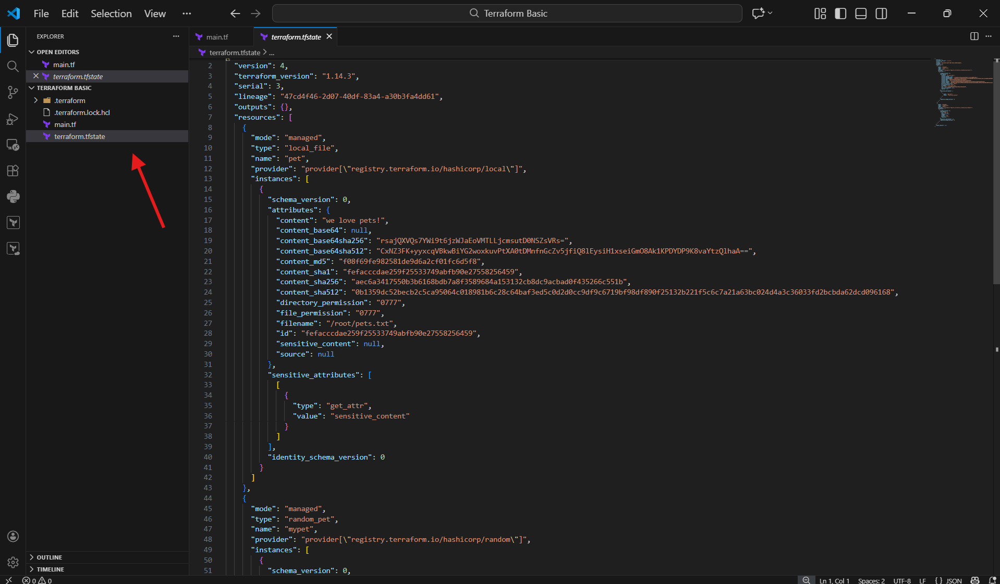 File Edit Selection View ···
Terraform Basic
EXPLORER
OPEN EDITORS
main.tf
terraform.tfstate
TERRAFORM BASIC
.terraform
.terraform.lock.hcl
main.tf
terraform.tfstate
OUTLINE
TIMELINE
main.tf
terraform.tfstate
terraform.tfstate > ...
2 "version": 4,
3 "terraform_version": "1.14.3",
4 "serial": 3,
5 "lineage": "47cd4f46-2d07-40df-83a4-a30b3fa4dd61",
6 "outputs": {},
7 "resources": [
8 {
9 "mode": "managed",
10 "type": "local_file",
11 "name": "pet",
12 "provider": "provider[\"registry.terraform.io/hashicorp/local\"]",
13 "instances": [
14 {
15 "schema_version": 0,
16 "attributes": {
17 "content": "we love pets!",
18 "content_base64": null,
19 "content_base64sha256": "rsajQXVQs7YWi9t6jzWJaEoVMTLLjcmsutD0NSZsVRs=",
20 "content_base64sha512": "CxNZ3FK+yyxcqVBkwBiYG2woxkuvPtXA0tDMnfnGcZv5jfiQ8lEysiH1xseiGmO8Ak1KPDYDP9K8vaYtzQlhaA==",
21 "content_md5": "f08f69fe982581de9d6a2cf01fc6d5f8",
22 "content_sha1": "fefacccdae259f25533749abfb90e27558256459",
23 "content_sha256": "aec6a3417550b3b6168bdb7a8f3589684a153132cb8dc9acbad0f435266c551b",
24 "content_sha512": "0b1359dc52becb2c5ca95064c018981b6c28c64baf3ed5c0d2d0cc9df9c6719bf98df890f25132b221f5c6c7a21a63bc024d4a3c36033fd2bcbda62dcd096168",
25 "directory_permission": "0777",
26 "file_permission": "0777",
27 "filename": "/root/pets.txt",
28 "id": "fefacccdae259f25533749abfb90e27558256459",
29 "sensitive_content": null,
30 "source": null
31 },
32 "sensitive_attributes": [
33 [
34 {
35 "type": "get_attr",
36 "value": "sensitive_content"
37 }
38 ]
39 ],
40 "identity_schema_version": 0
41 }
42 ]
43 },
44 {
45 "mode": "managed",
46 "type": "random_pet",
47 "name": "mypet",
48 "provider": "provider[\"registry.terraform.io/hashicorp/random\"]",
49 "instances": [
50 {
51 "schema_version": 0,
0 0
Ln 1, Col 1 Spaces: 2 UTF-8 LF {} JSON